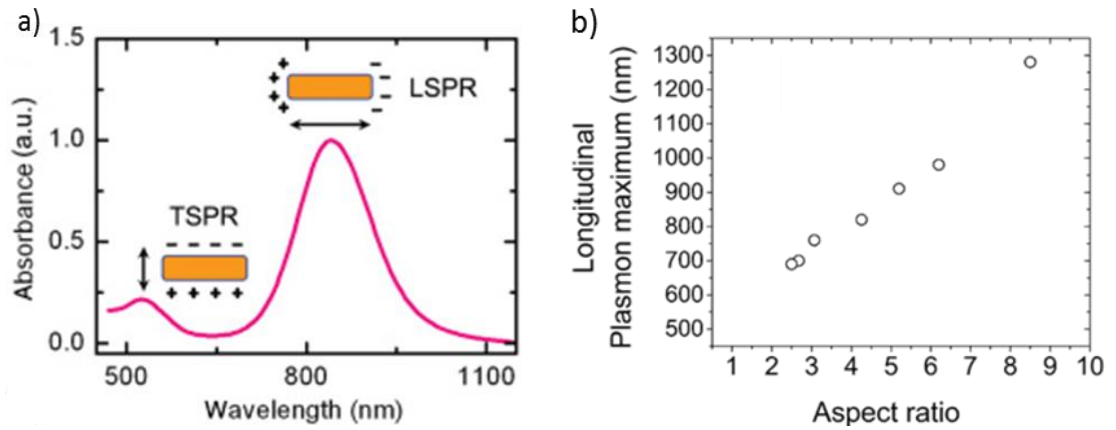 a)
1.5
1.0
0.5
0.0
Absorbance (a.u.)
LSPR
TSPR
500
800
1100
Wavelength (nm)
b)
1300
1200
1100
1000
900
800
700
600
500
Longitudinal
Plasmon maximum (nm)
1 2 3 4 5 6 7 8 9 10
Aspect ratio